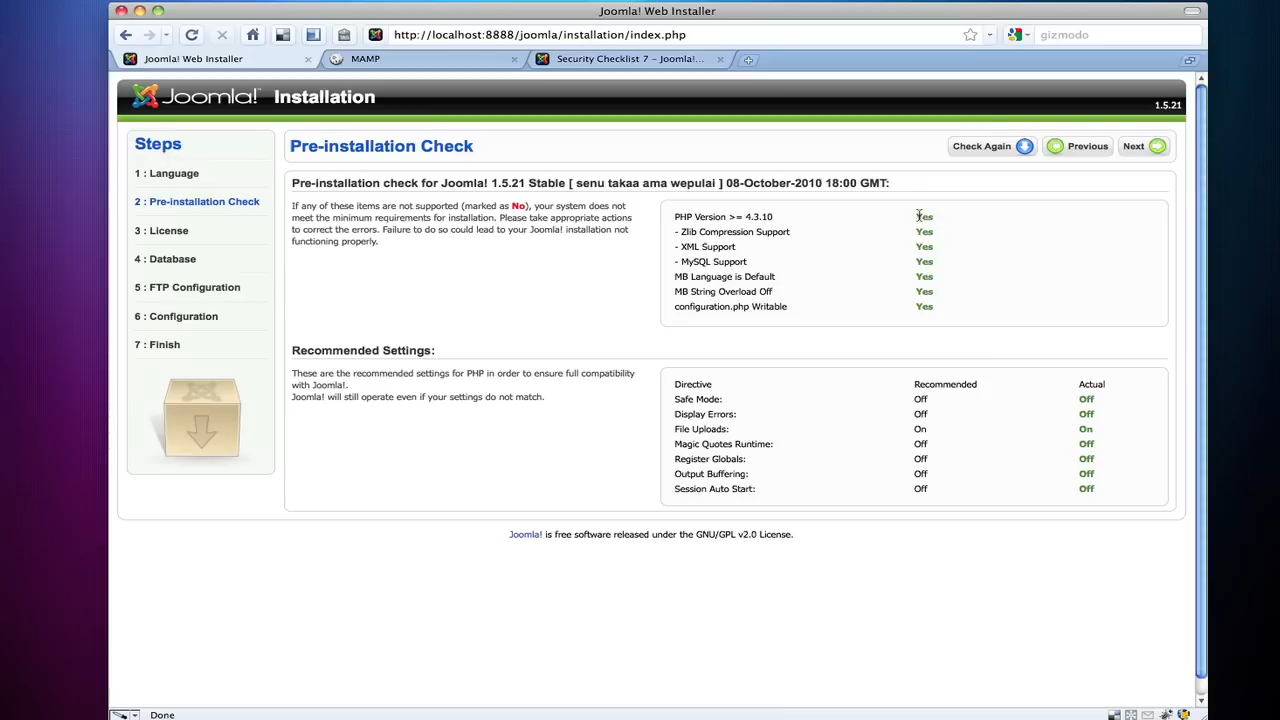 Joomla! Web Installer
http://localhost:8888/joomla/installation/index.php
gizmodo
Joomla! Web Installer
MAMP
Security Checklist 7 – Joomla!...
Joomla! Installation
1.5.21
Steps
1 : Language
2 : Pre-installation Check
3 : License
4 : Database
5 : FTP Configuration
6 : Configuration
7 : Finish
Pre-installation Check
Check Again
Previous
Next
Pre-installation check for Joomla! 1.5.21 Stable [ senu takaa ama wepulai ] 08-October-2010 18:00 GMT:
If any of these items are not supported (marked as No), your system does not
meet the minimum requirements for installation. Please take appropriate actions
to correct the errors. Failure to do so could lead to your Joomla! installation not
functioning properly.
PHP Version >= 4.3.10 Yes
- Zlib Compression Support Yes
- XML Support Yes
- MySQL Support Yes
MB Language is Default Yes
MB String Overload Off Yes
configuration.php Writable Yes
Recommended Settings:
These are the recommended settings for PHP in order to ensure full compatibility
with Joomla!.
Joomla! will still operate even if your settings do not match.
Directive Recommended Actual
Safe Mode: Off Off
Display Errors: Off Off
File Uploads: On On
Magic Quotes Runtime: Off Off
Register Globals: Off Off
Output Buffering: Off Off
Session Auto Start: Off Off
Joomla! is free software released under the GNU/GPL v2.0 License.
Done